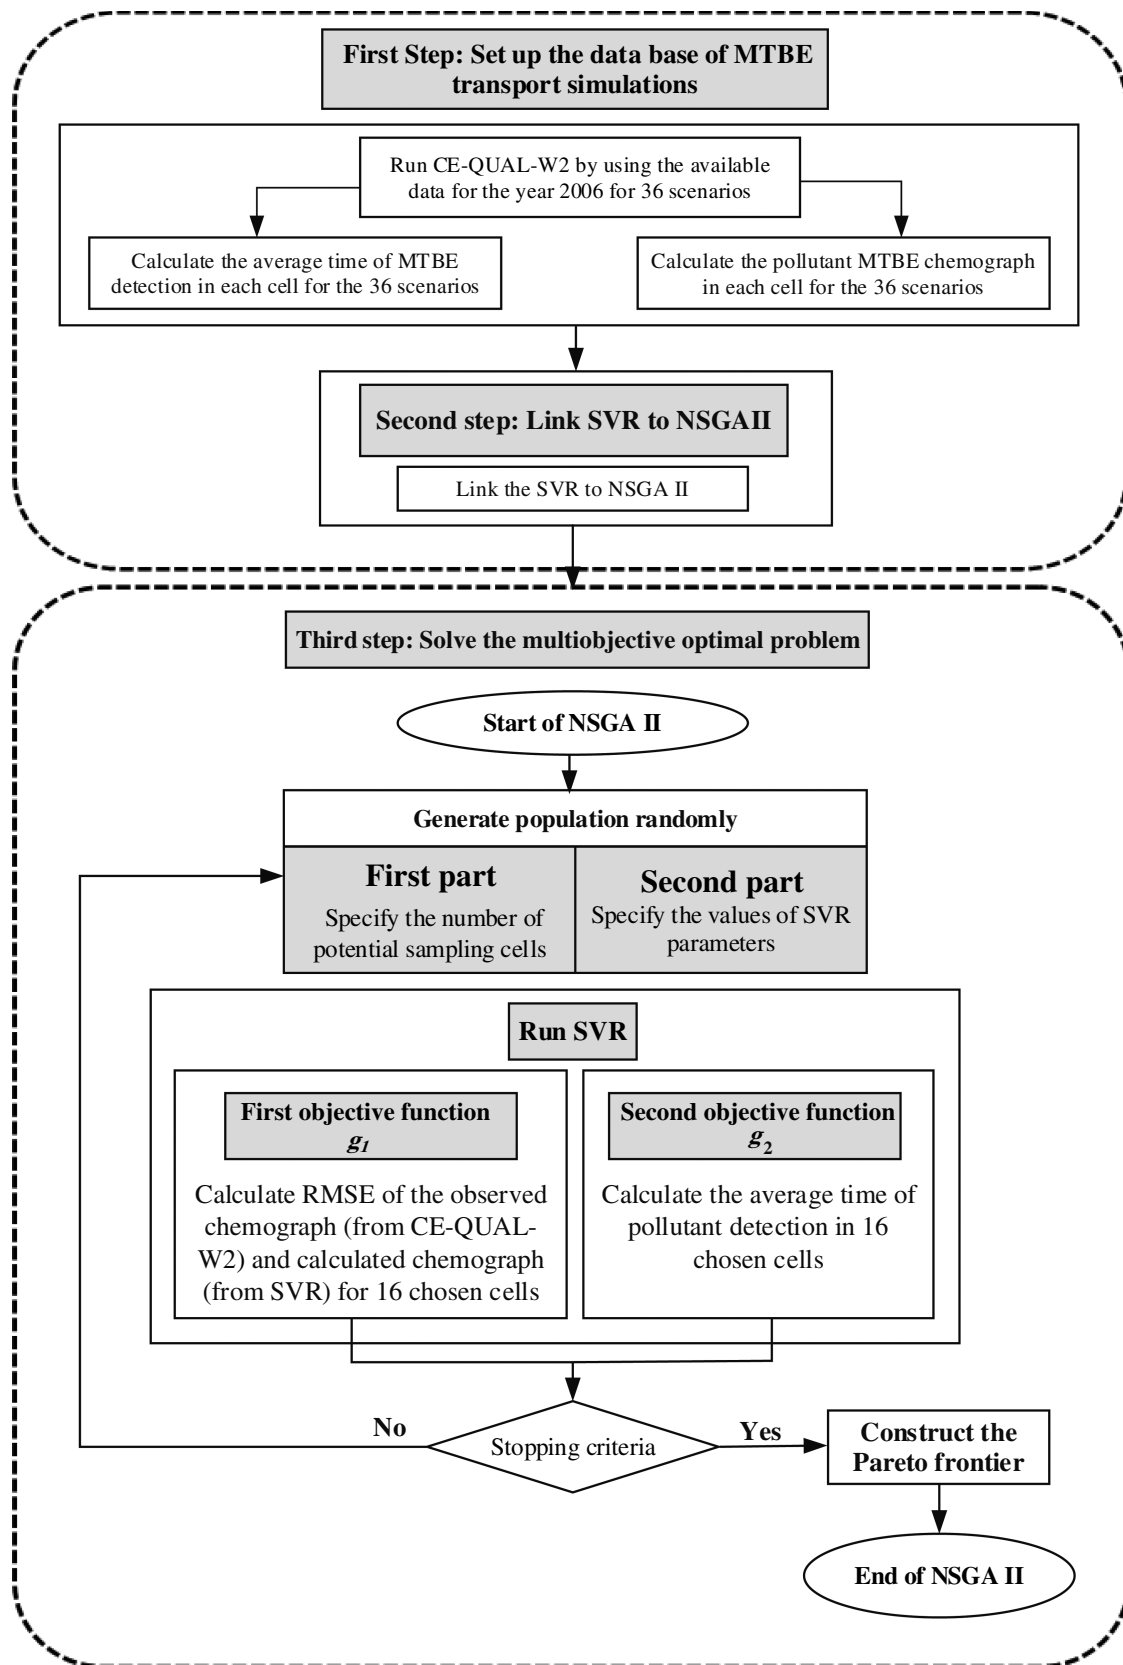 First Step: Set up the data base of MTBE
transport simulations
Run CE-QUAL-W2 by using the available
data for the year 2006 for 36 scenarios
Calculate the average time of MTBE
detection in each cell for the 36 scenarios
Calculate the pollutant MTBE chemograph
in each cell for the 36 scenarios
Second step: Link SVR to NSGAII
Link the SVR to NSGA II
Third step: Solve the multiobjective optimal problem
Start of NSGA II
Generate population randomly
First part
Specify the number of
potential sampling cells
Second part
Specify the values of SVR
parameters
Run SVR
First objective function
g1
Calculate RMSE of the observed
chemograph (from CE-QUAL-
W2) and calculated chemograph
(from SVR) for 16 chosen cells
Second objective function
g2
Calculate the average time of
pollutant detection in 16
chosen cells
No
Stopping criteria
Yes
Construct the
Pareto frontier
End of NSGA II